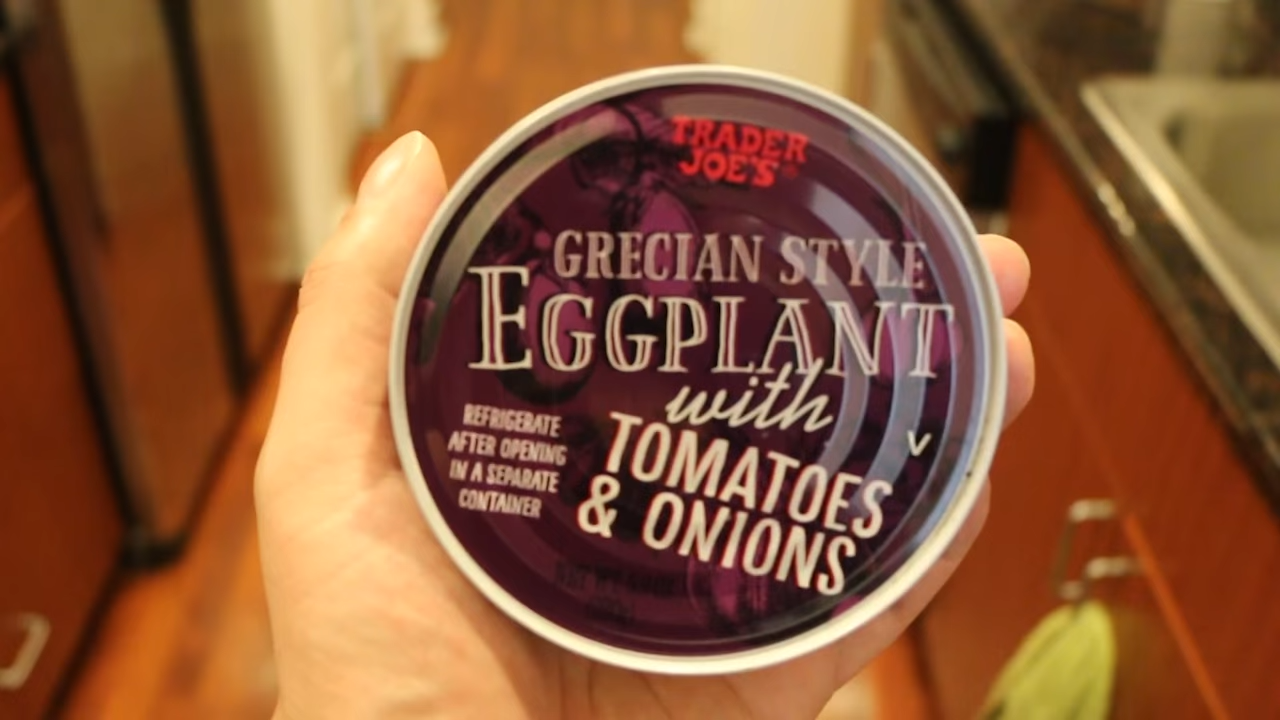 TRADER
JOE'S
GRECIAN STYLE
EGGPLANT
with
TOMATOES
& ONIONS
V
REFRIGERATE
AFTER OPENING
IN A SEPARATE
CONTAINER